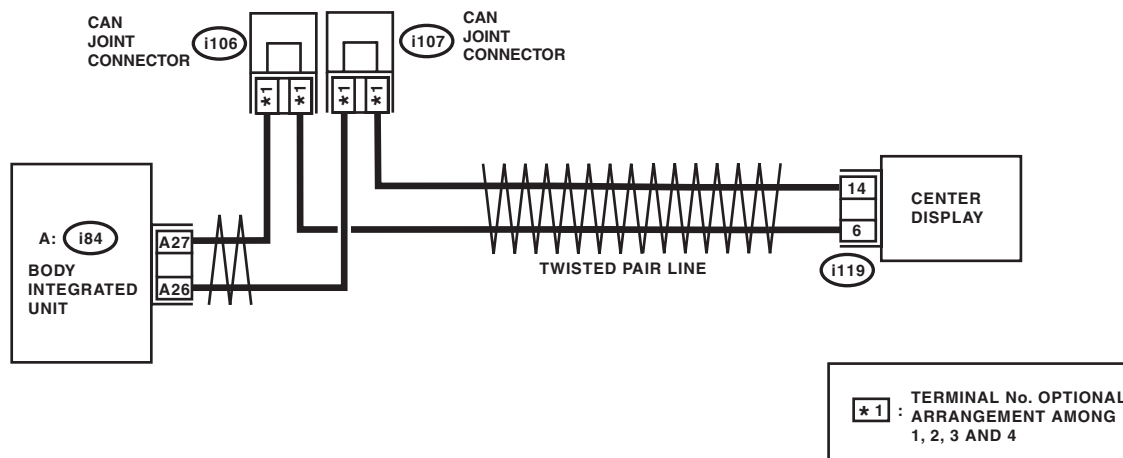 CAN
JOINT
CONNECTOR
i106
i107
CAN
JOINT
CONNECTOR
*1
*1
*1
*1
A: i84
BODY
INTEGRATED
UNIT
A27
A26
TWISTED PAIR LINE
14
6
i119
CENTER
DISPLAY
*1 : TERMINAL No. OPTIONAL
ARRANGEMENT AMONG
1, 2, 3 AND 4